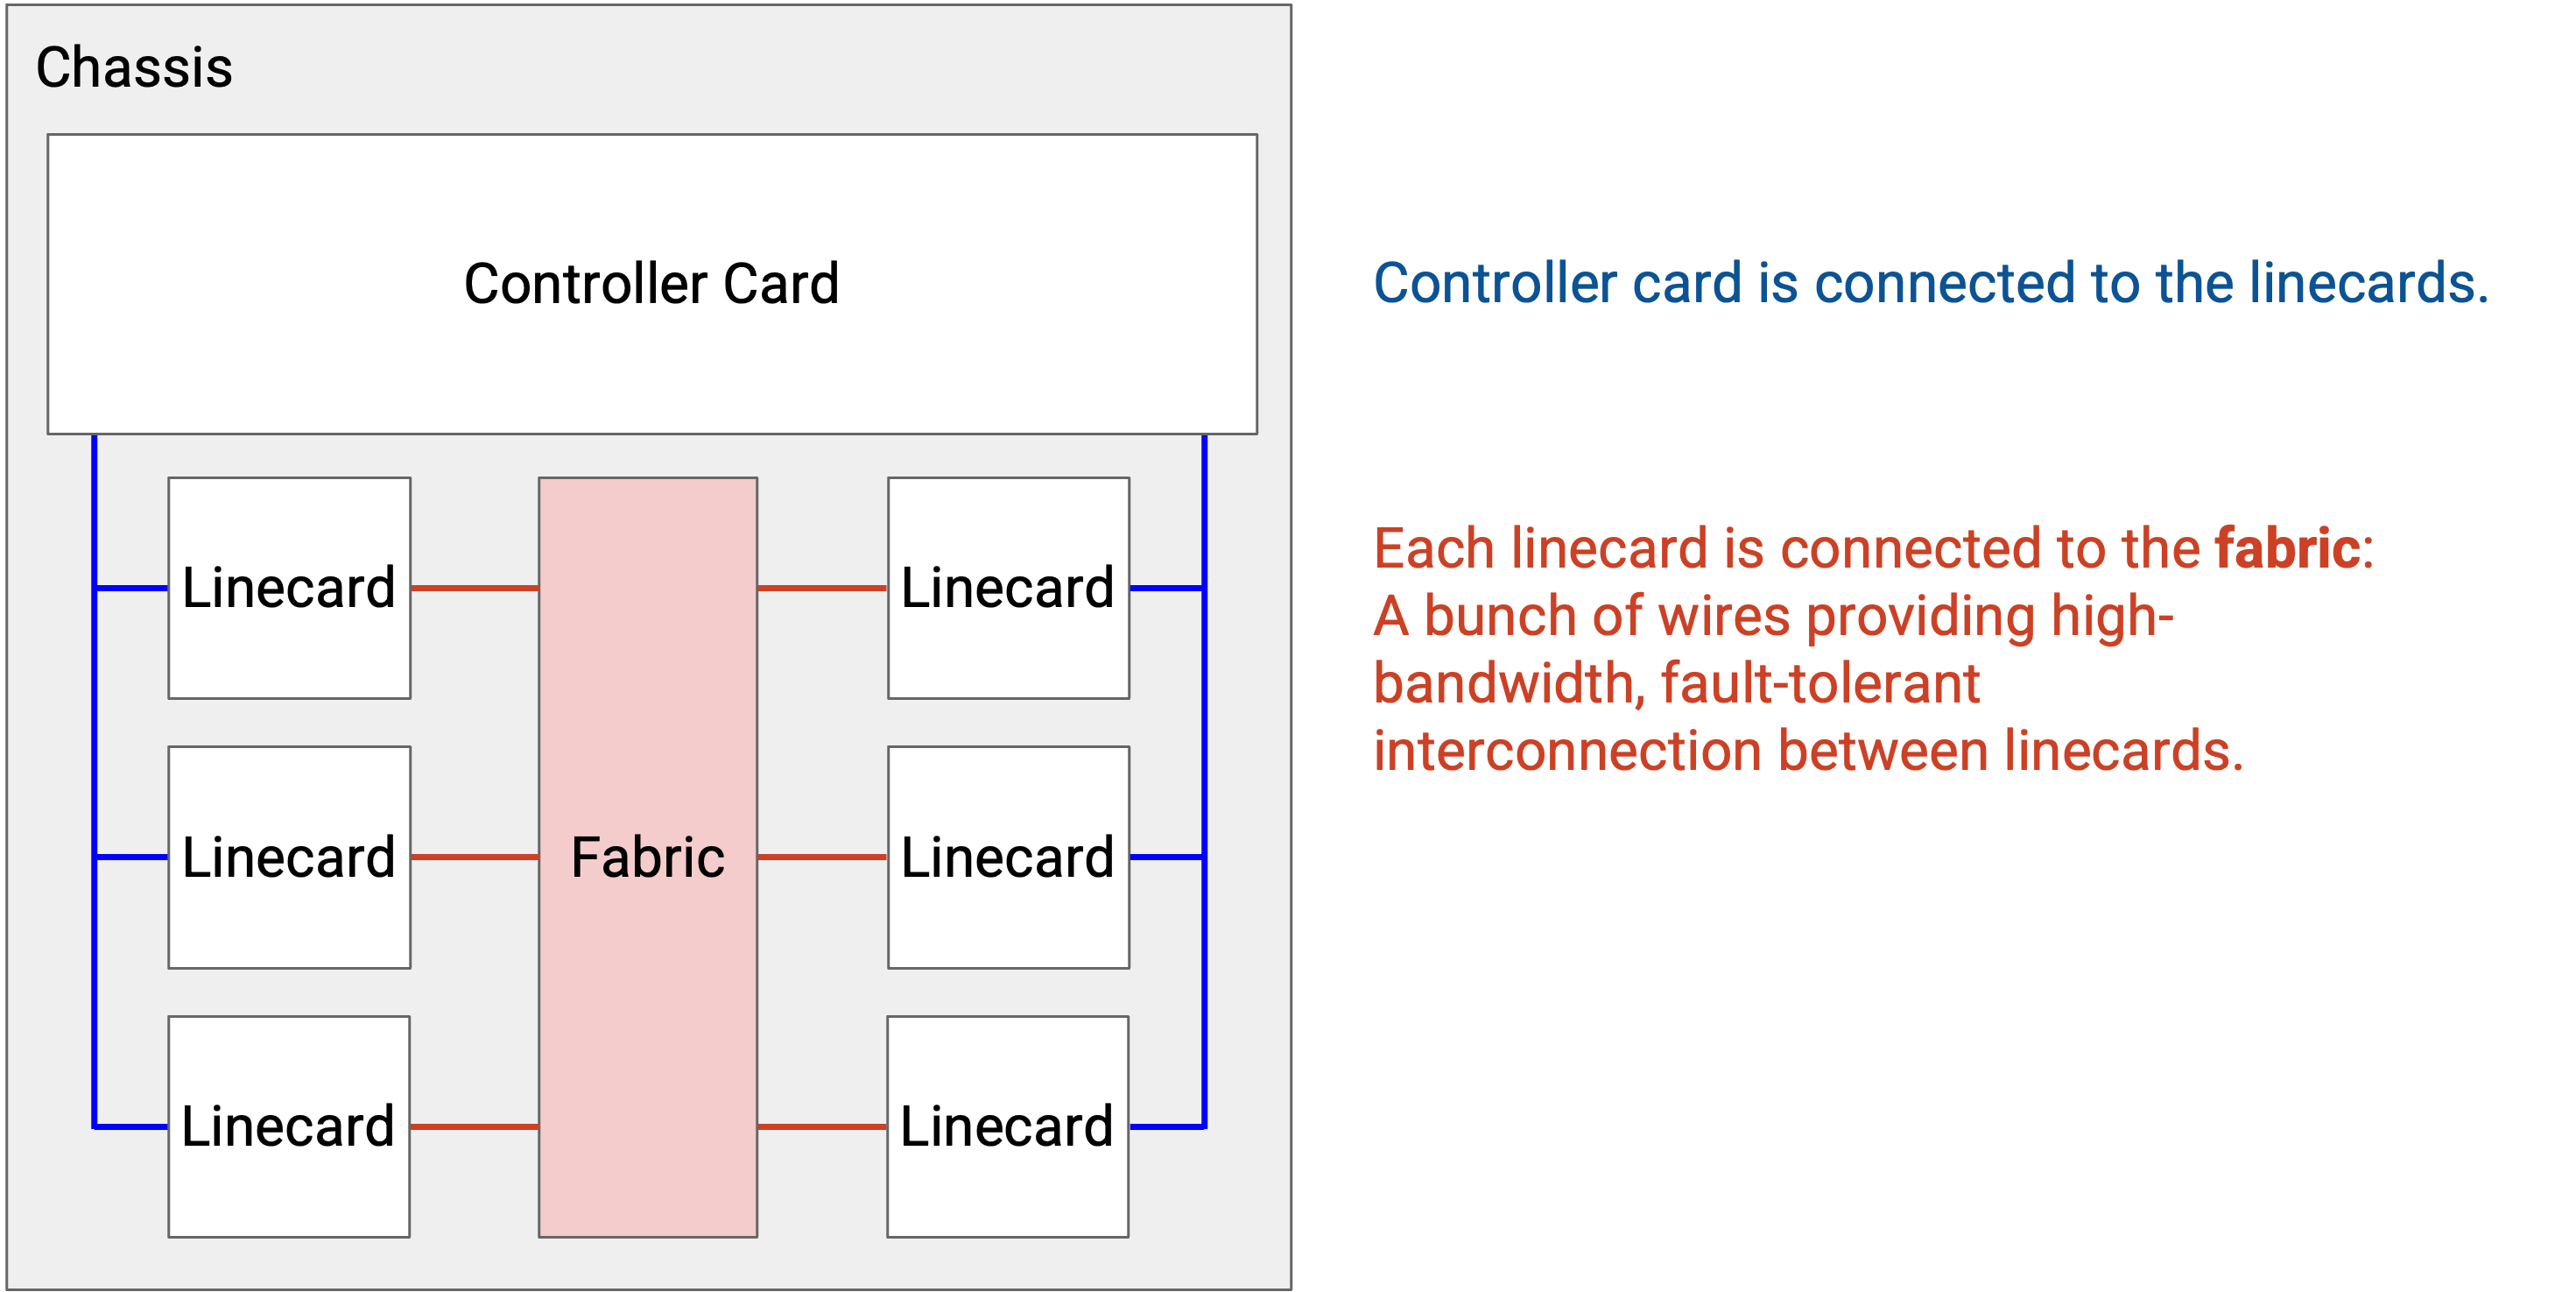 Chassis
Controller Card
Controller card is connected to the linecards.
Linecard
Linecard
Each linecard is connected to the fabric:
A bunch of wires providing high-
bandwidth, fault-tolerant
interconnection between linecards.
Linecard
Fabric
Linecard
Linecard
Linecard